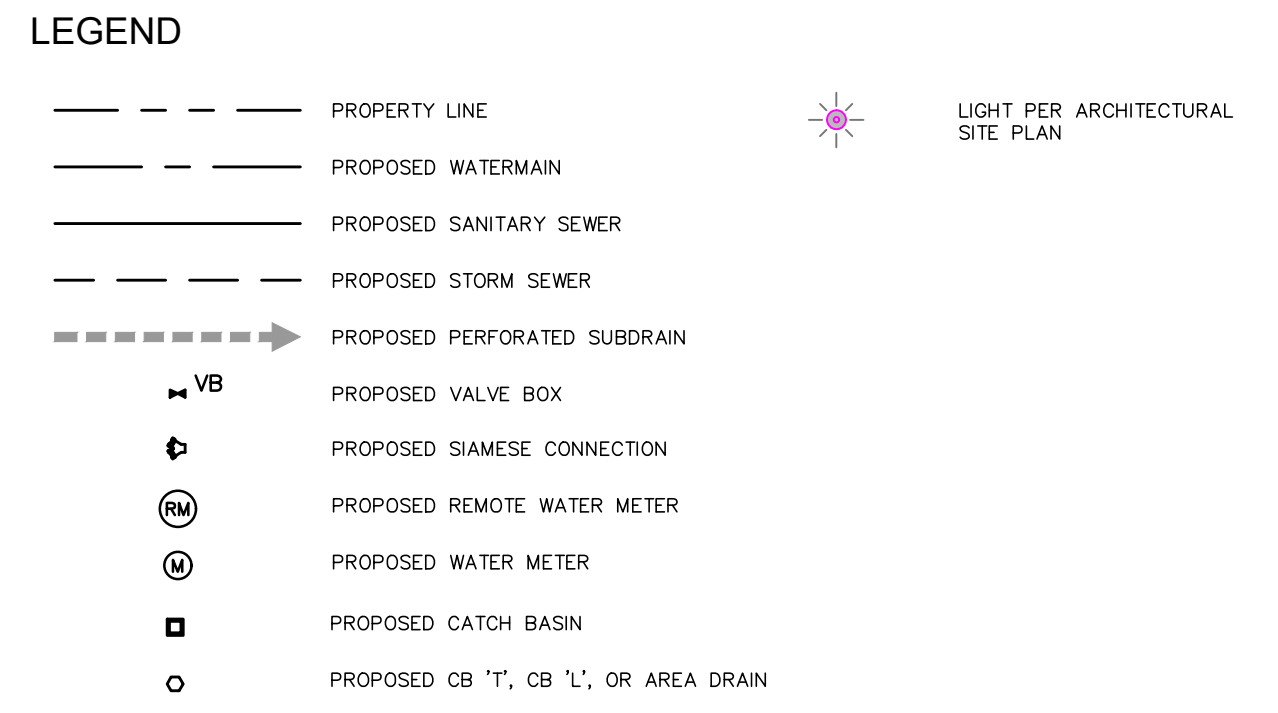 LEGEND
PROPERTY LINE
PROPOSED WATERMAIN
PROPOSED SANITARY SEWER
PROPOSED STORM SEWER
PROPOSED PERFORATED SUBDRAIN
VB PROPOSED VALVE BOX
PROPOSED SIAMESE CONNECTION
RM PROPOSED REMOTE WATER METER
M PROPOSED WATER METER
PROPOSED CATCH BASIN
PROPOSED CB 'T', CB 'L', OR AREA DRAIN
LIGHT PER ARCHITECTURAL
SITE PLAN